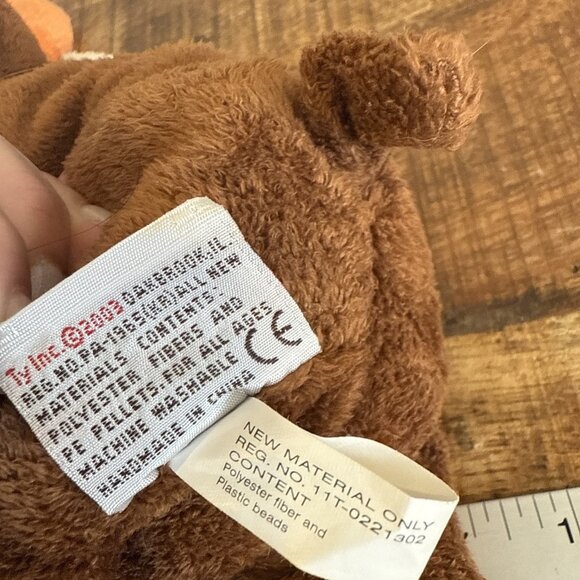 Ty Inc. ©2003 OAKBROOK,IL.
REG.NO.PA-1965(KR)ALL NEW
MATERIALS CONTENTS:
POLYESTER FIBERS AND
PE PELLETS.FOR ALL AGES
MACHINE WASHABLE
HANDMADE IN CHINA
CE
NEW MATERIAL ONLY
REG. NO. 11T-0221302
CONTENT
Polyester fiber and
Plastic beads
1